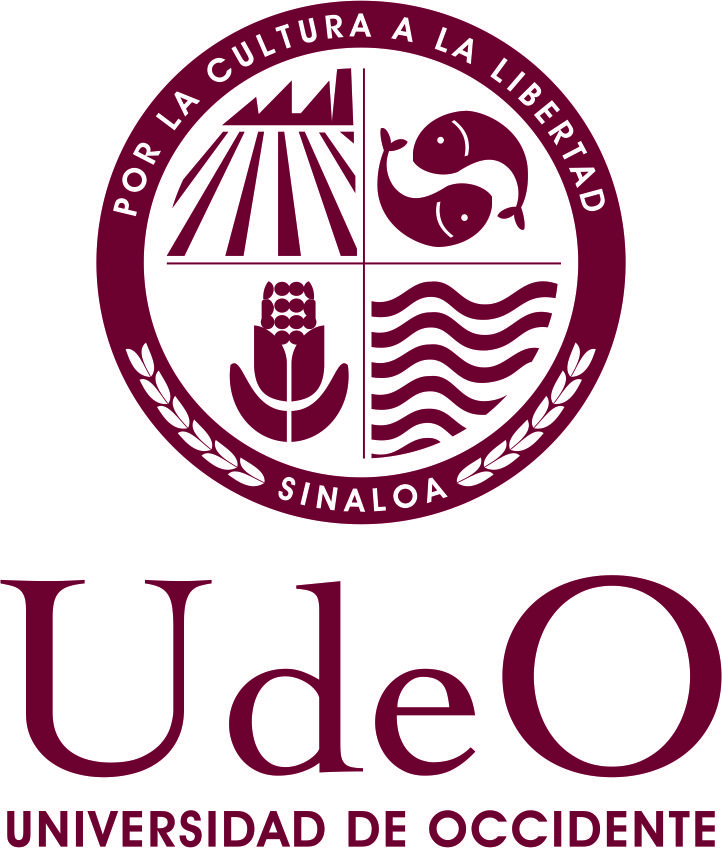 POR LA CULTURA A LA LIBERTAD
SINALOA
UdeO
UNIVERSIDAD DE OCCIDENTE